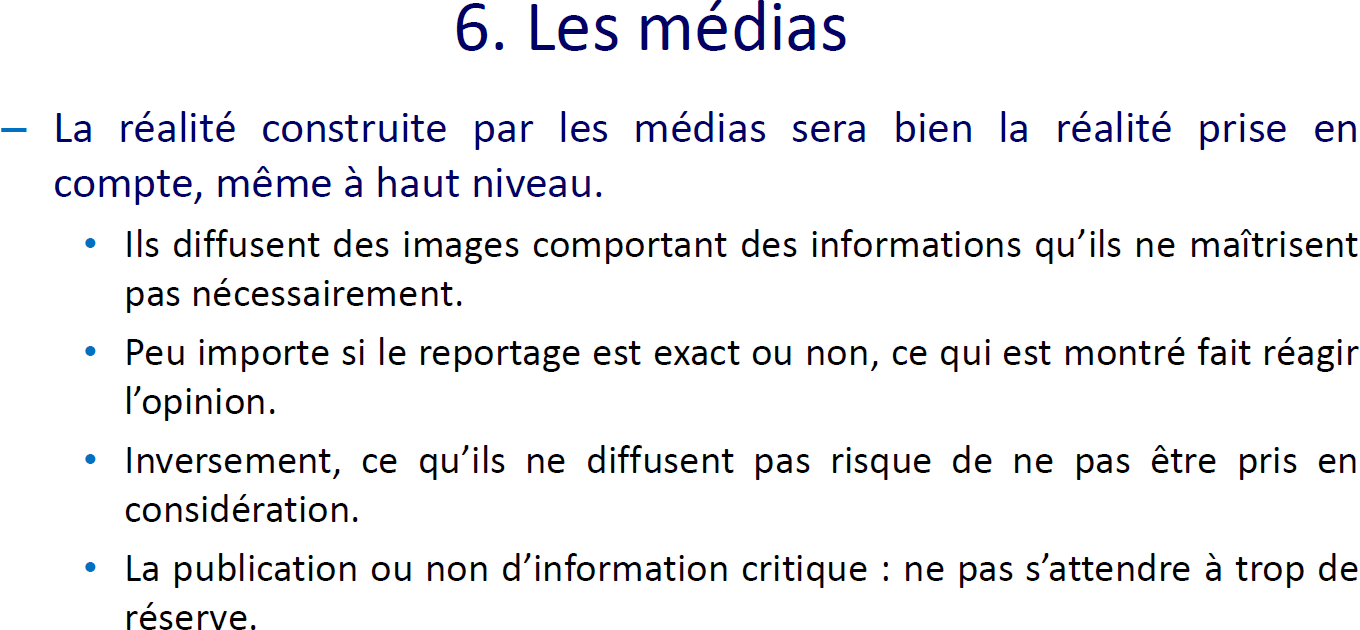 6. Les médias
– La réalité construite par les médias sera bien la réalité prise en
compte, même à haut niveau.
• Ils diffusent des images comportant des informations qu’ils ne maîtrisent
pas nécessairement.
• Peu importe si le reportage est exact ou non, ce qui est montré fait réagir
l’opinion.
• Inversement, ce qu’ils ne diffusent pas risque de ne pas être pris en
considération.
• La publication ou non d’information critique : ne pas s’attendre à trop de
réserve.